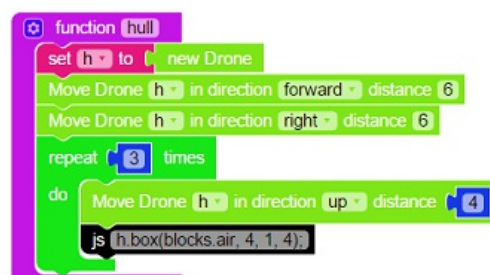 function hull
set h to new Drone
Move Drone h in direction forward distance 6
Move Drone h in direction right distance 6
repeat 3 times
do Move Drone h in direction up distance 4
js h.box(blocks.air, 4, 1, 4);